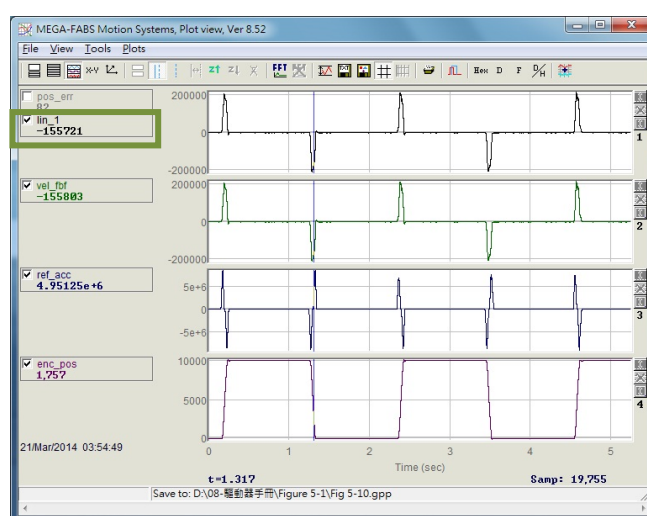 MEGA-FABS Motion Systems, Plot view, Ver 8.52
File View Tools Plots
X-Y FFT Hex D F D/H
pos_err
82
lin_1
-155721
200000
0
-200000
1
vel_fbf
-155803
200000
0
-200000
2
ref_acc
4.95125e+6
5e+6
0
-5e+6
3
enc_pos
1,757
10000
5000
0
4
21/Mar/2014 03:54:49
0 1 2 3 4 5
Time (sec)
t=1.317 Samp: 19,755
Save to: D:\08-驅動器手冊\Figure 5-1\Fig 5-10.gpp